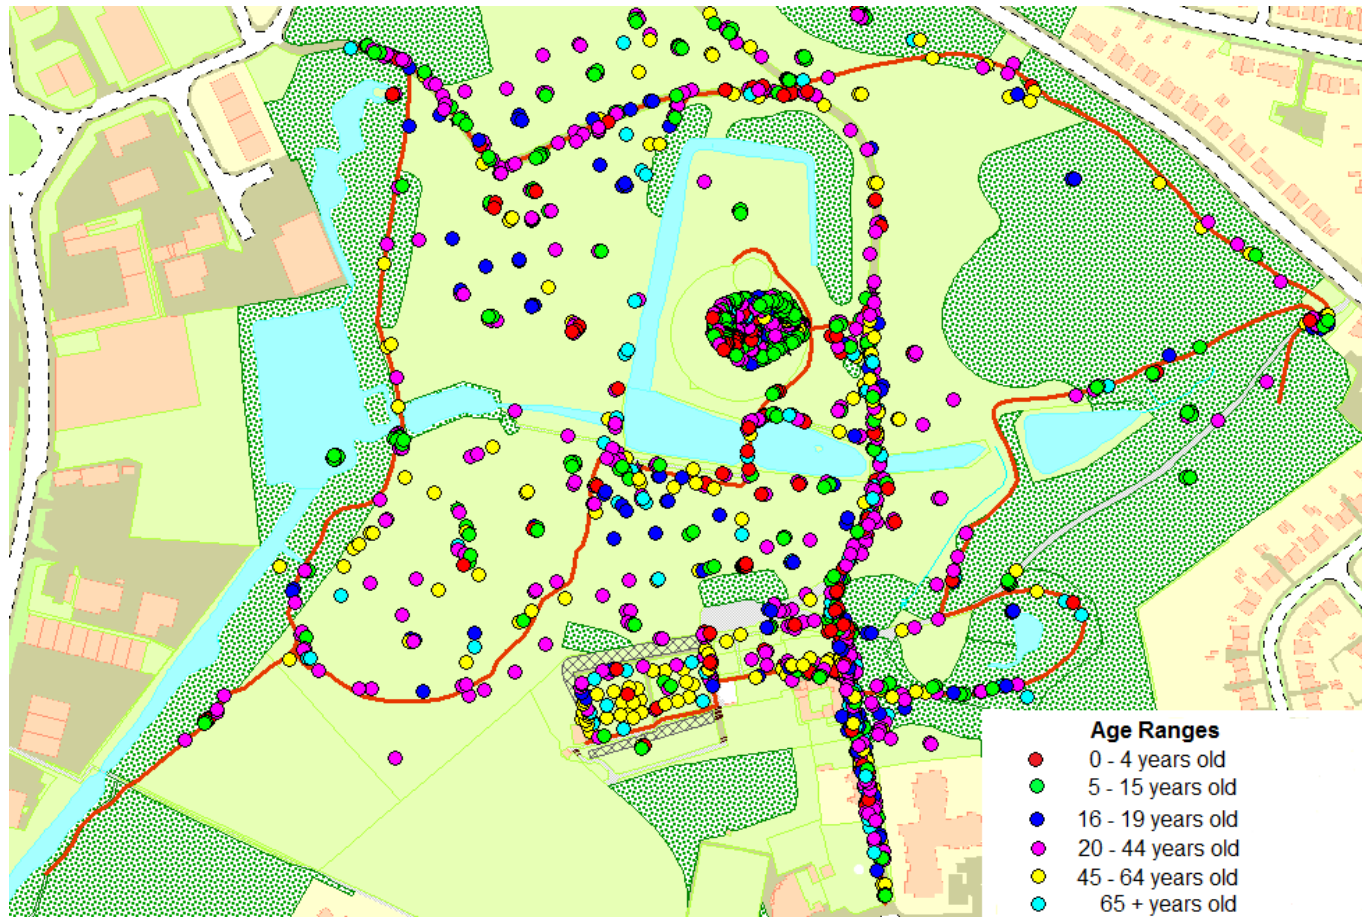 Age Ranges
0 - 4 years old
5 - 15 years old
16 - 19 years old
20 - 44 years old
45 - 64 years old
65 + years old